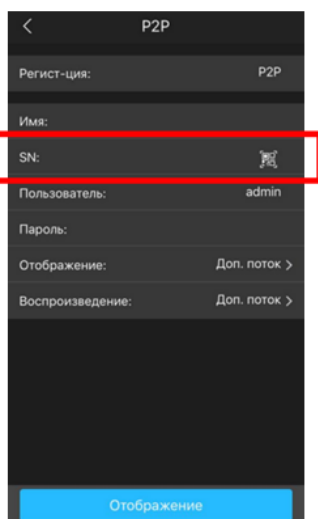 P2P
Регист-ция: P2P
Имя:
SN:
Пользователь: admin
Пароль:
Отображение: Доп. поток >
Воспроизведение: Доп. поток >
Отображение